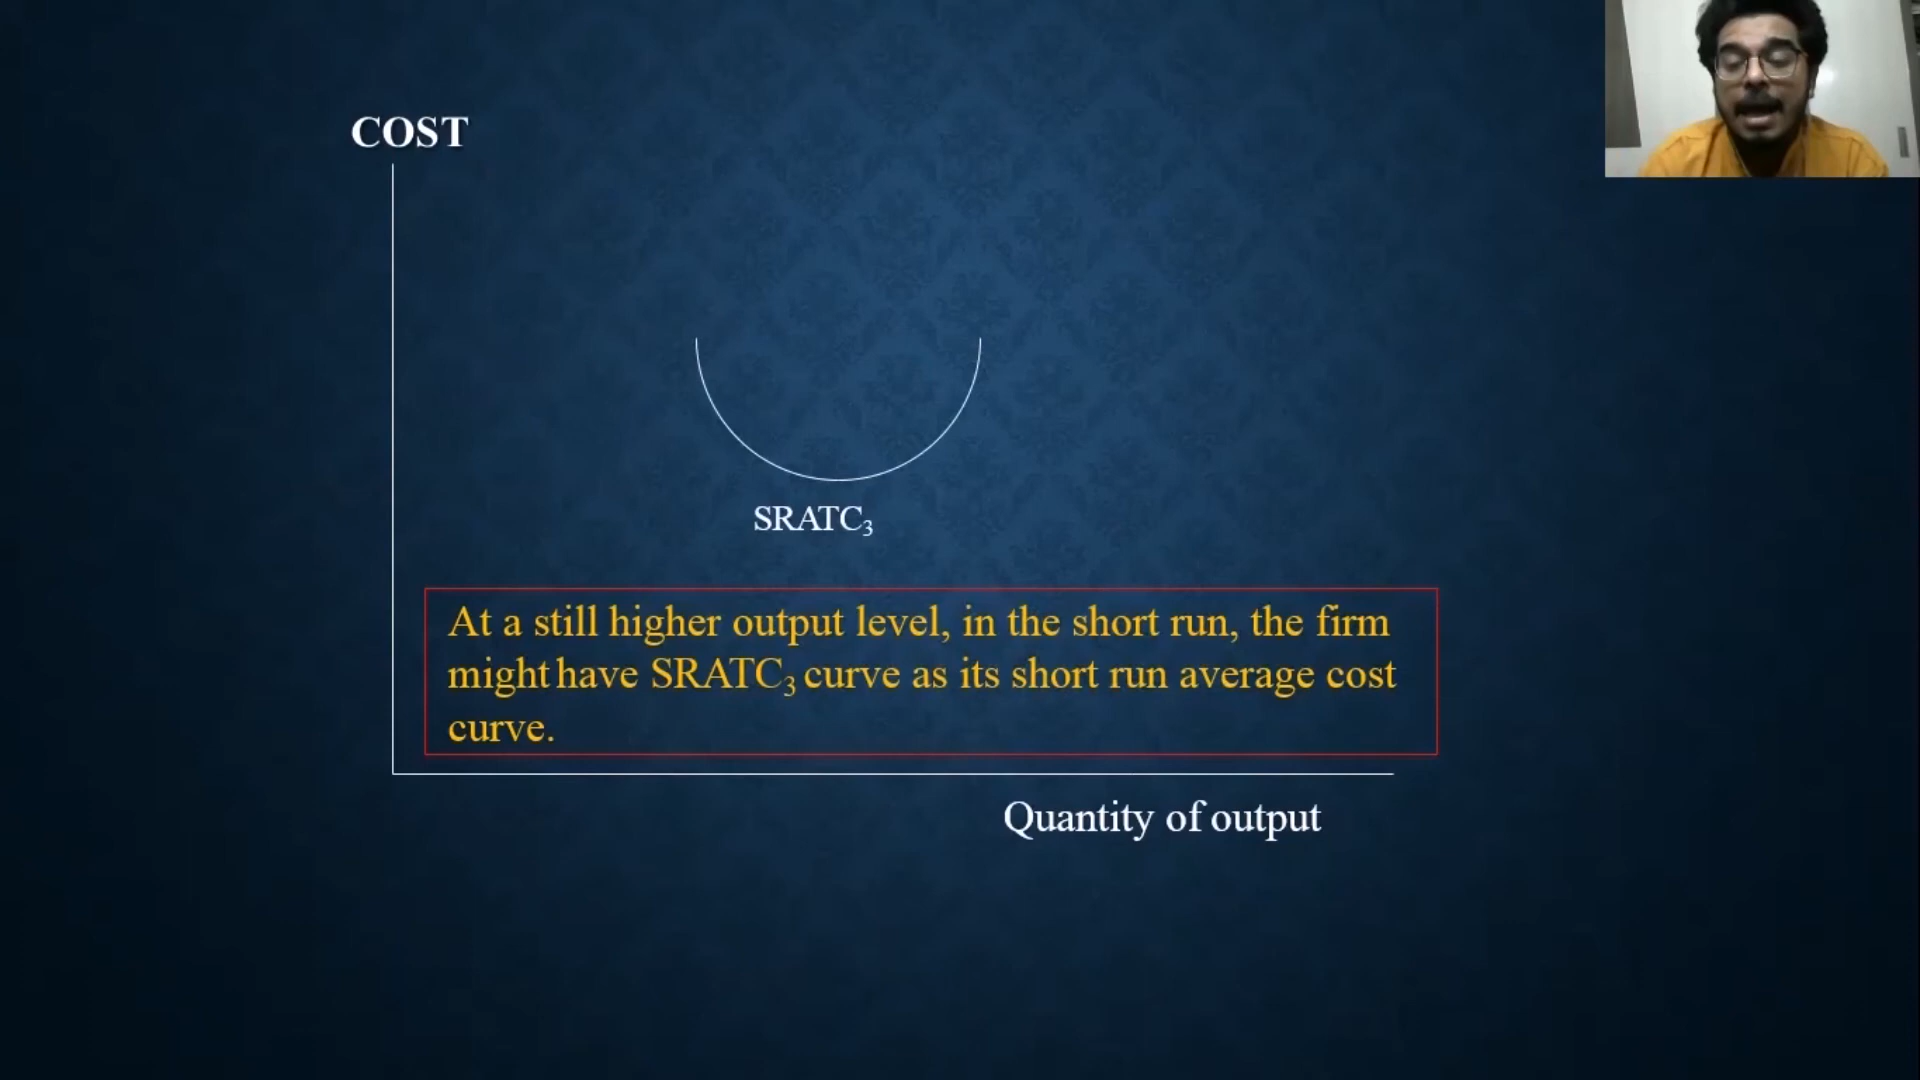 COST
SRATC₃
At a still higher output level, in the short run, the firm
might have SRATC₃ curve as its short run average cost
curve.
Quantity of output